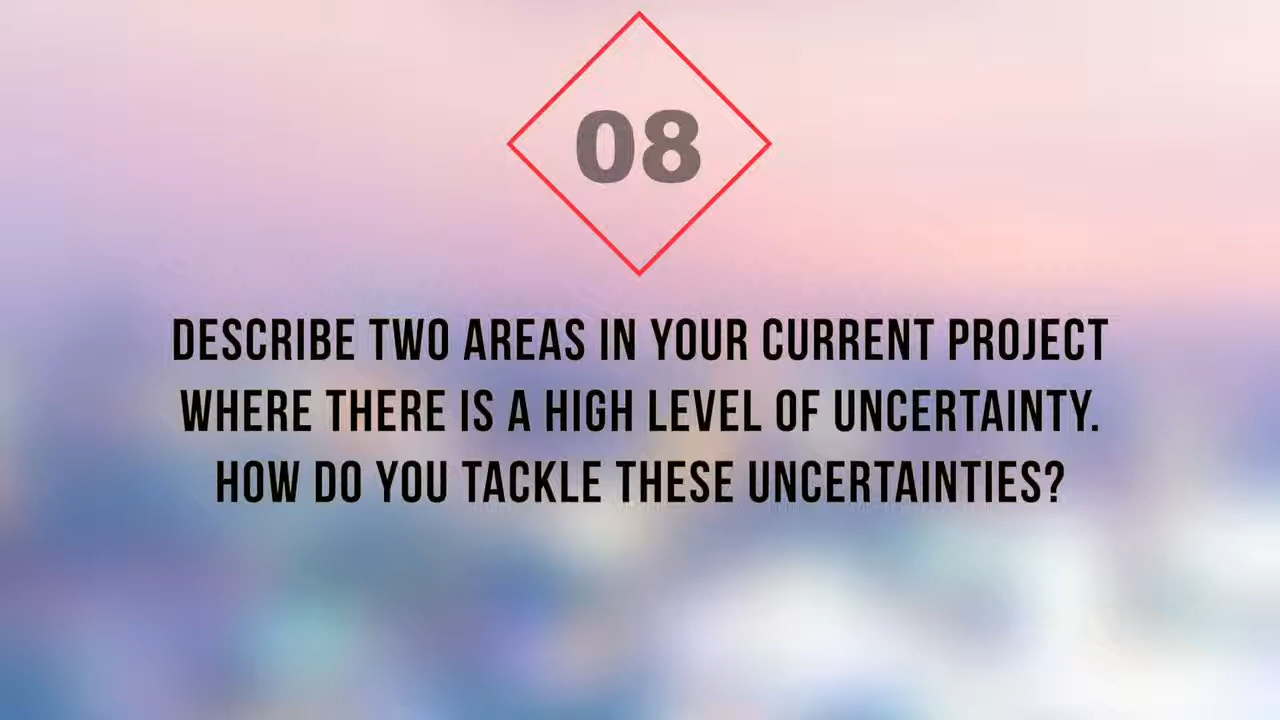 08
DESCRIBE TWO AREAS IN YOUR CURRENT PROJECT
WHERE THERE IS A HIGH LEVEL OF UNCERTAINTY.
HOW DO YOU TACKLE THESE UNCERTAINTIES?